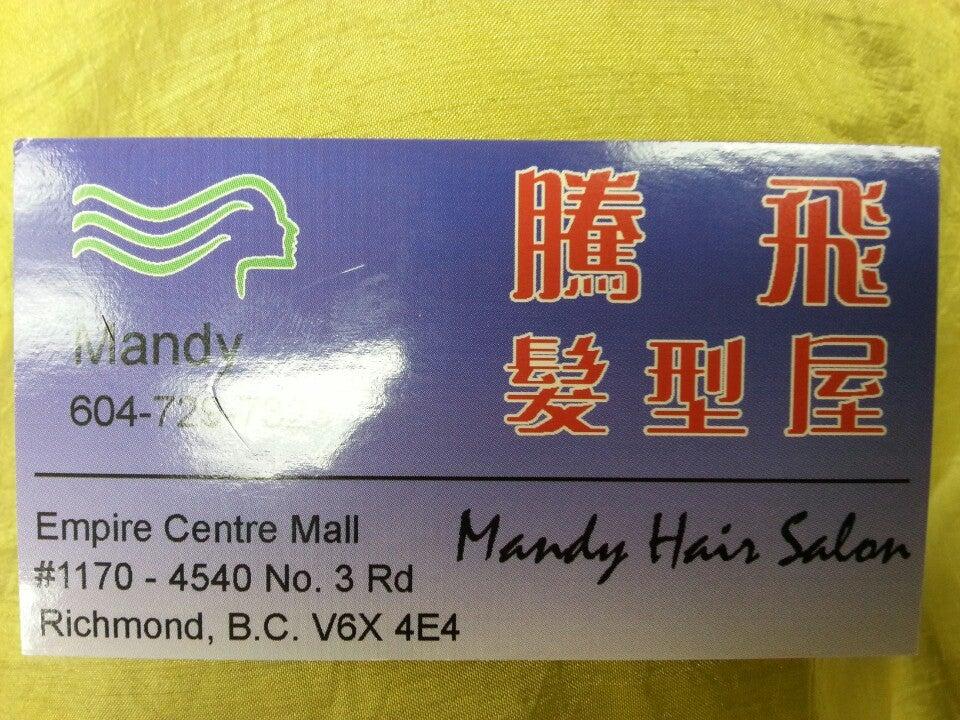 騰飛
髮型屋
Mandy
Empire Centre Mall
#1170 - 4540 No. 3 Rd
Richmond, B.C. V6X 4E4
Mandy Hair Salon